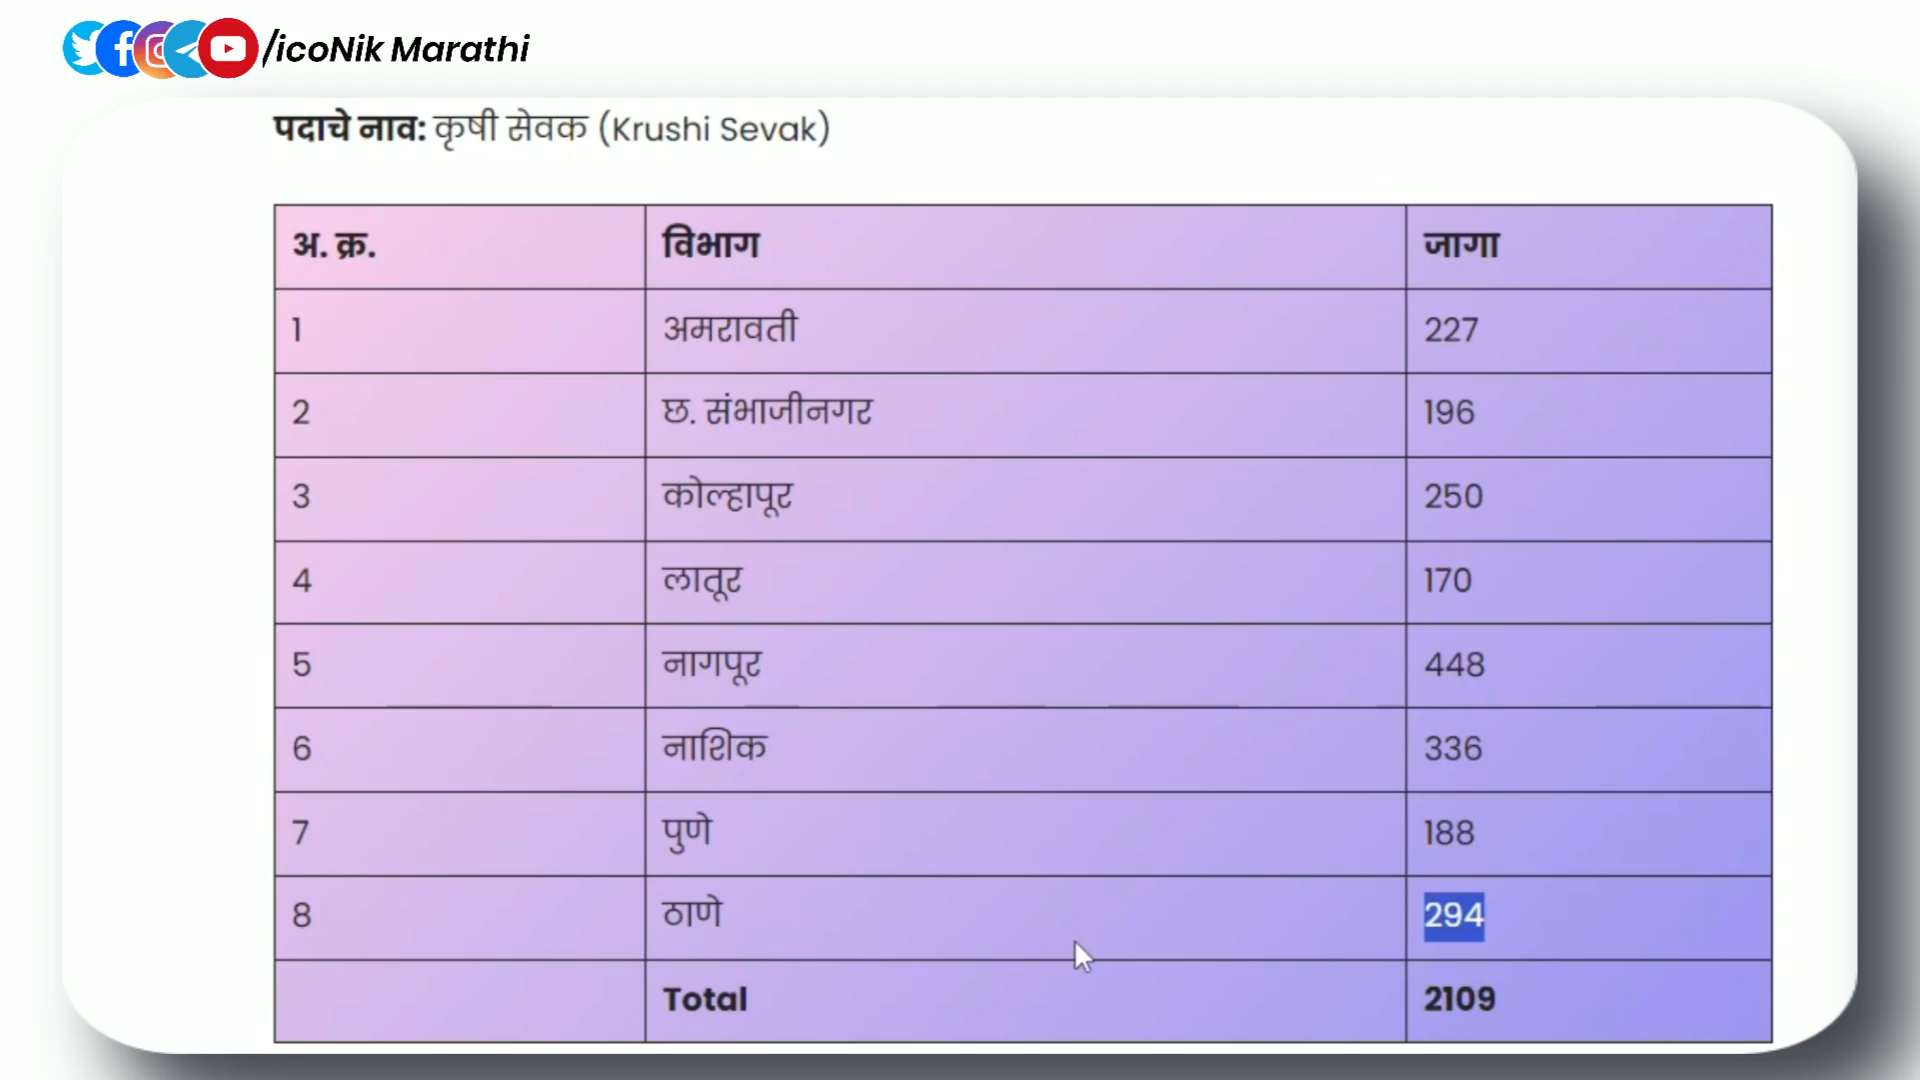 /icoNik Marathi
पदाचे नाव: कृषी सेवक (Krushi Sevak)
अ. क्र. विभाग जागा
1 अमरावती 227
2 छ. संभाजीनगर 196
3 कोल्हापूर 250
4 लातूर 170
5 नागपूर 448
6 नाशिक 336
7 पुणे 188
8 ठाणे 294
Total 2109